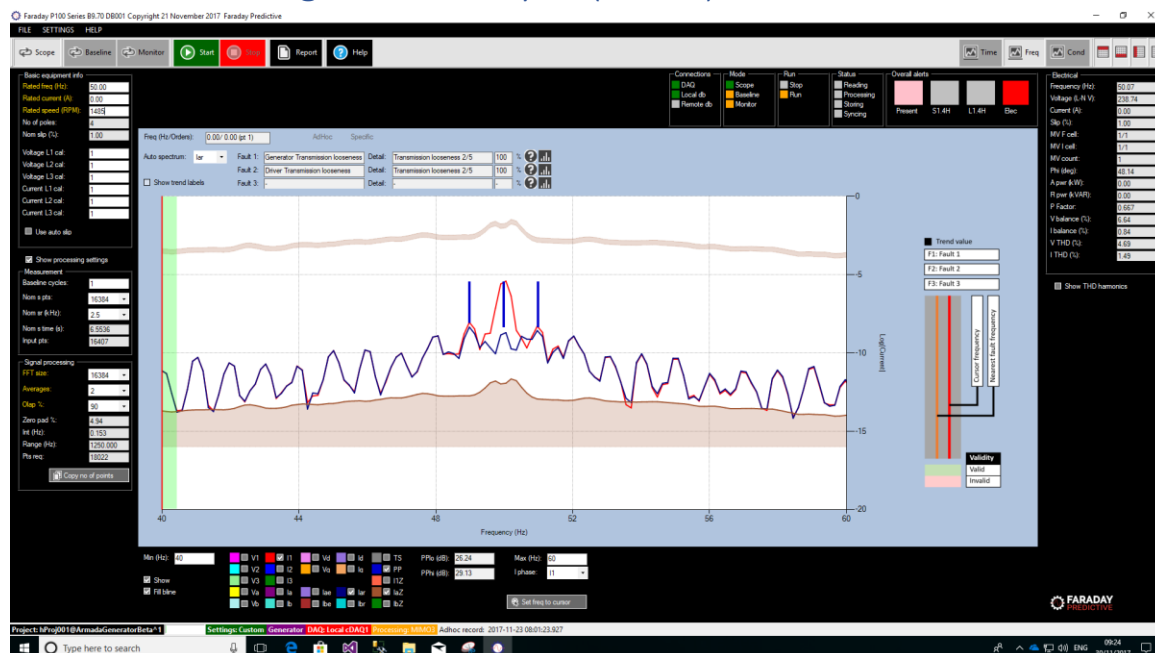 Faraday P100 Series B9.70 DB001 Copyright 21 November 2017 Faraday Predictive
FILE SETTINGS HELP
Scope Baseline Monitor Start Stop Report Help Time Freq Cond
Basic equipment info
Rated freq (Hz): 50.00
Rated current (A): 0.00
Rated speed (RPM): 1485
No of poles: 4
Nom slip (%): 1.00
Voltage L1 cal: 1
Voltage L2 cal: 1
Voltage L3 cal: 1
Current L1 cal: 1
Current L2 cal: 1
Current L3 cal: 1
Use auto slip
Show processing settings
Measurement
Baseline cycles: 1
Nom s pts: 16384
Nom sr (kHz): 2.5
Nom s time (s): 6.5536
Input pts: 16407
Signal processing
FFT size: 16384
Averages: 2
Olap %: 90
Zero pad %: 4.94
Int (Hz): 0.153
Range (Hz): 1250.000
Pts req: 18022
Copy no of points
Connections
DAQ
Local db
Remote db
Mode
Scope
Baseline
Monitor
Run
Stop
Run
Status
Reading
Processing
Storing
Syncing
Overall alerts
Present S1.4H L1.4H Elec
Freq (Hz/Orders): 0.00/ 0.00 (pt 1) AdHoc Specific
Auto spectrum: Iar Fault 1: Generator Transmission looseness Detail: Transmission looseness 2/5 100 % ?
Fault 2: Driver Transmission looseness Detail: Transmission looseness 2/5 100 % ?
Show trend labels Fault 3: - Detail: - - % ?
0
-5
-10
-15
-20
Log(Current)
40 44 48 52 56 60
Frequency (Hz)
Trend value
F1: Fault 1
F2: Fault 2
F3: Fault 3
Cursor frequency
Nearest fault frequency
Validity
Valid
Invalid
Electrical
Frequency (Hz): 50.07
Voltage (L-N V): 238.74
Current (A): 0.00
Slip (%): 1.00
MV F cell: 1/1
MV I cell: 1/1
MV count: 1
Phi (deg): 48.14
A pwr (kW): 0.00
R pwr (kVAR): 0.00
P Factor: 0.667
V balance (%): 6.64
I balance (%): 0.84
V THD (%): 4.69
I THD (%): 1.49
Show THD harmonics
Min (Hz): 40
Show
Fill bline
V1 I1 Vd Id TS
V2 I2 Vq Iq PP
V3 I3 I1Z
Va Ia Iae Iar IaZ
Vb Ib Ibe Ibr IbZ
PPlo (dB): 26.24
PPhi (dB): 29.13
Max (Hz): 60
I phase: I1
Set freq to cursor
FARADAY
PREDICTIVE
Project: hProj001@ArmadaGeneratorBeta^1 Settings: Custom Generator DAQ: Local cDAQ1 Adhoc record: 2017-11-23 08:01:23.927
Type here to search
ENG 09:24
30/11/2017